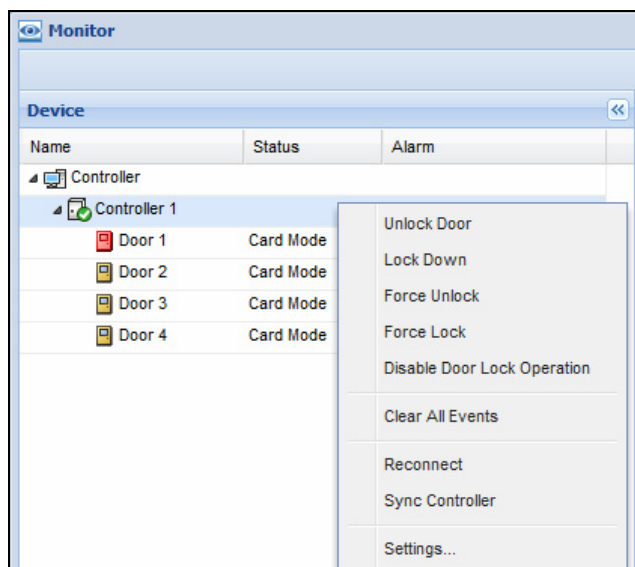 Monitor
Device
Name Status Alarm
Controller
Controller 1
Unlock Door
Door 1 Card Mode
Lock Down
Door 2 Card Mode
Force Unlock
Door 3 Card Mode
Force Lock
Door 4 Card Mode
Disable Door Lock Operation
Clear All Events
Reconnect
Sync Controller
Settings...